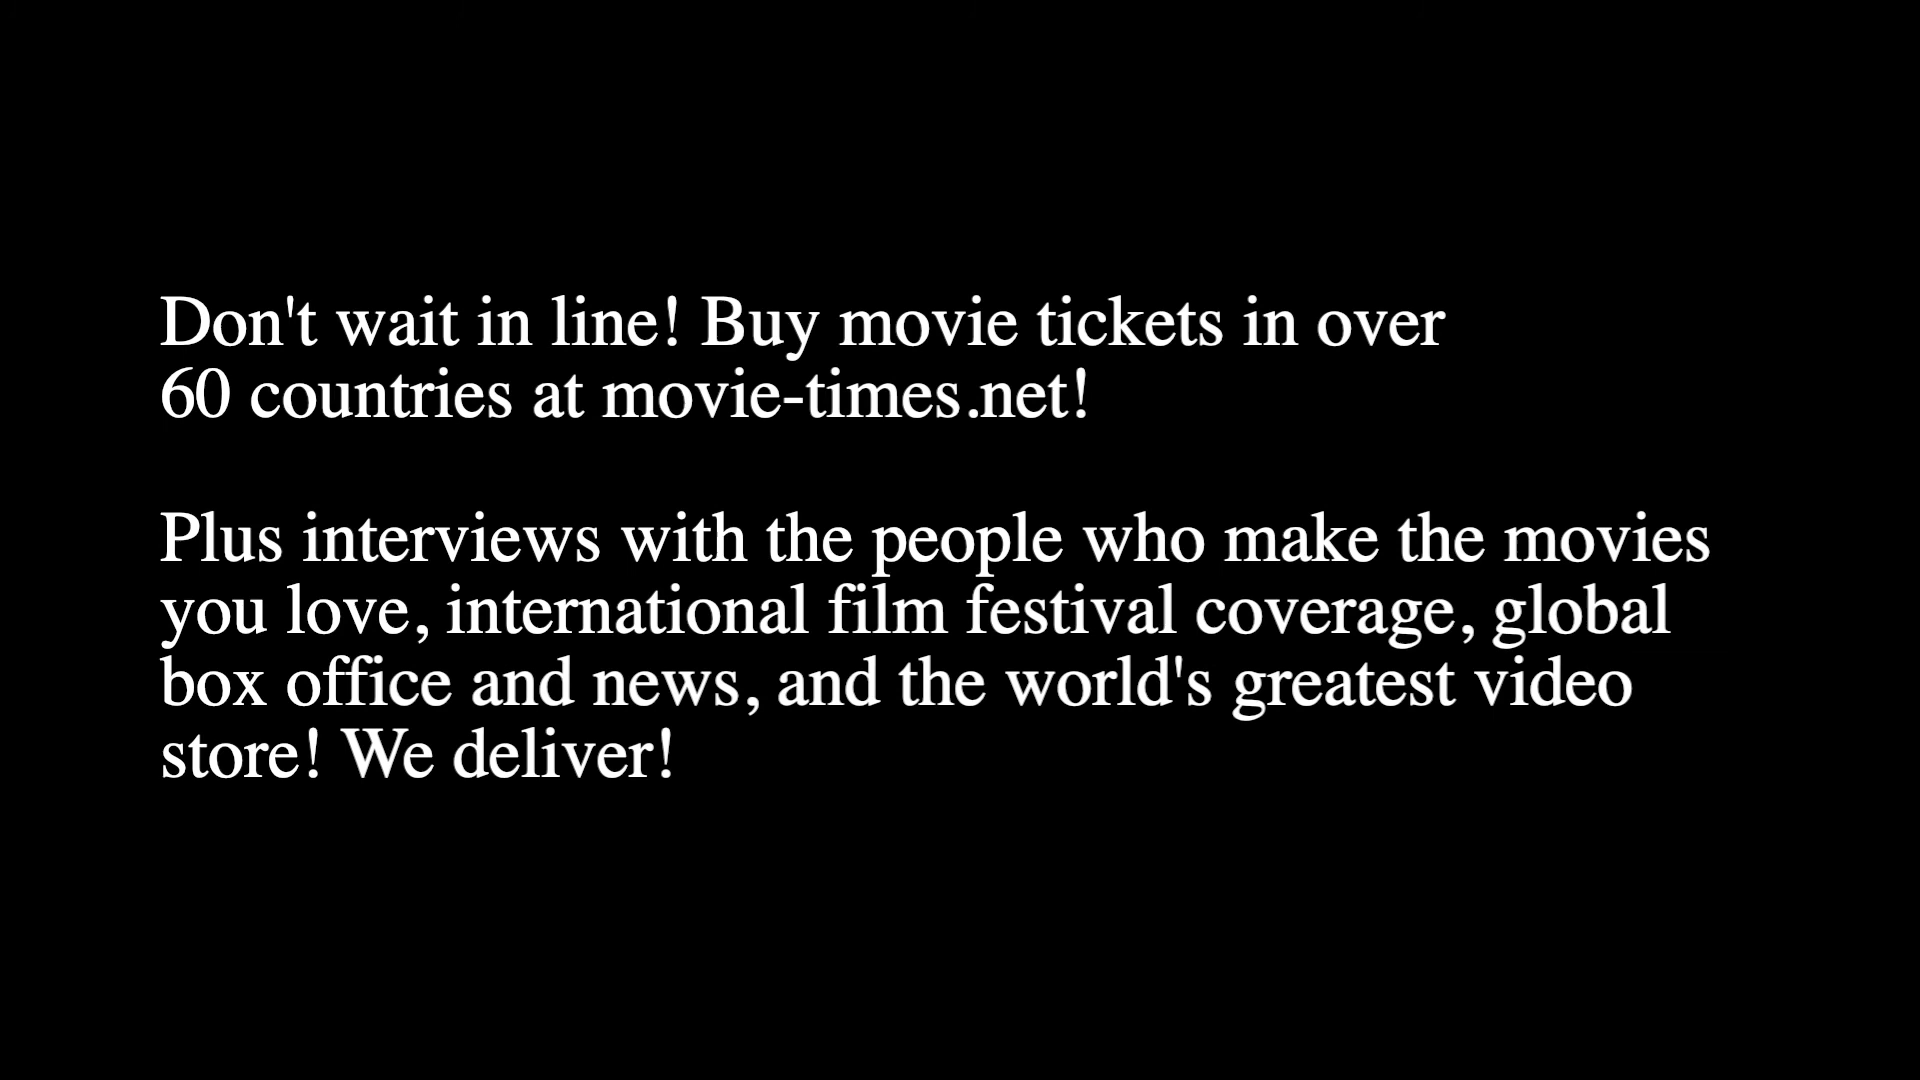 Don't wait in line! Buy movie tickets in over
60 countries at movie-times.net!
Plus interviews with the people who make the movies
you love, international film festival coverage, global
box office and news, and the world's greatest video
store! We deliver!